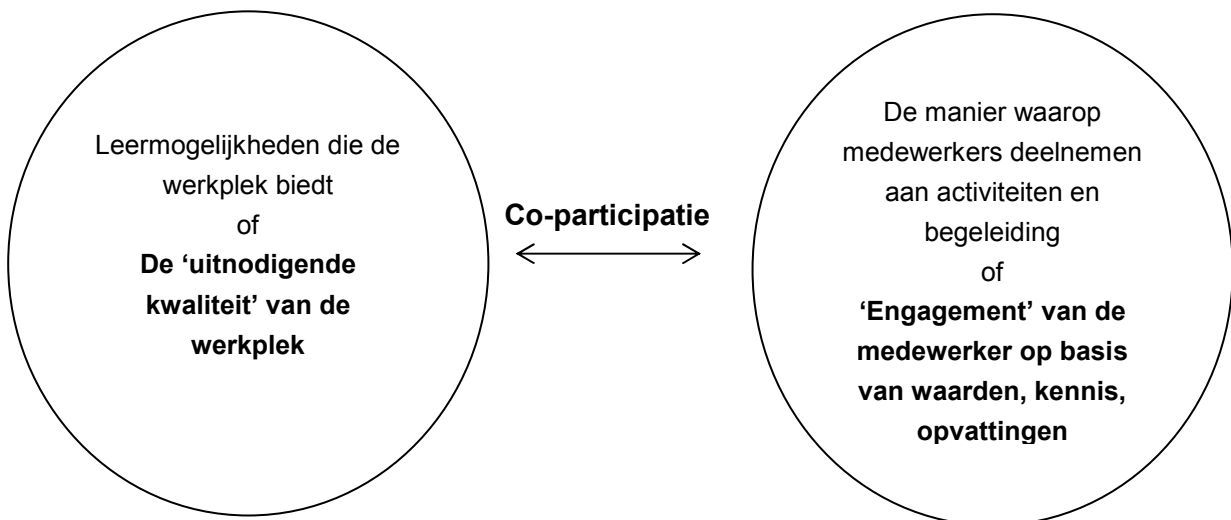 Leermogelijkheden die de
werkplek biedt
of
De ‘uitnodigende
kwaliteit’ van de
werkplek
Co-participatie
De manier waarop
medewerkers deelnemen
aan activiteiten en
begeleiding
of
‘Engagement’ van de
medewerker op basis
van waarden, kennis,
opvattingen